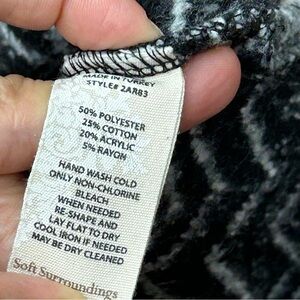 MADE IN TURKEY
STYLE# 2AR83
50% POLYESTER
25% COTTON
20% ACRYLIC
5% RAYON
HAND WASH COLD
ONLY NON-CHLORINE
BLEACH
WHEN NEEDED
RE-SHAPE AND
LAY FLAT TO DRY
COOL IRON IF NEEDED
MAY BE DRY CLEANED
Soft Surroundings